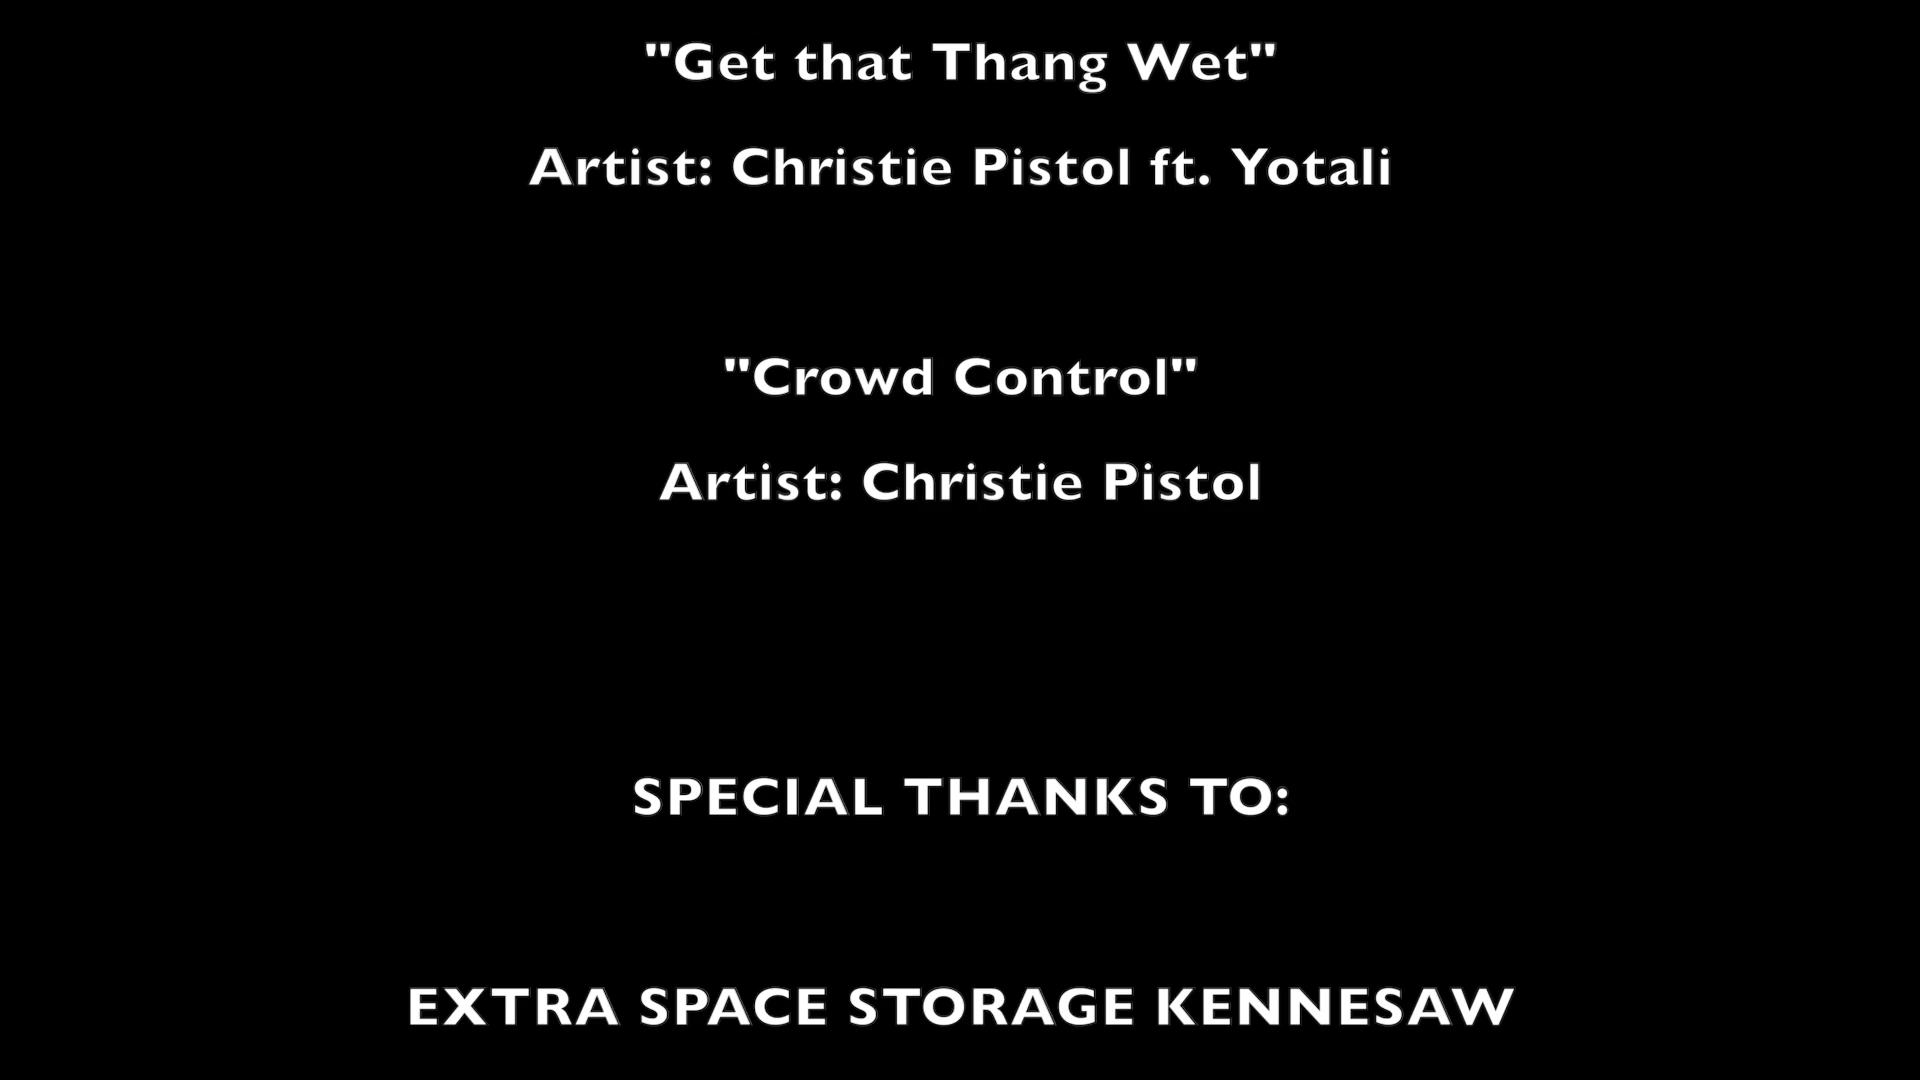 "Get that Thang Wet"
Artist: Christie Pistol ft. Yotali
"Crowd Control"
Artist: Christie Pistol
SPECIAL THANKS TO:
EXTRA SPACE STORAGE KENNESAW